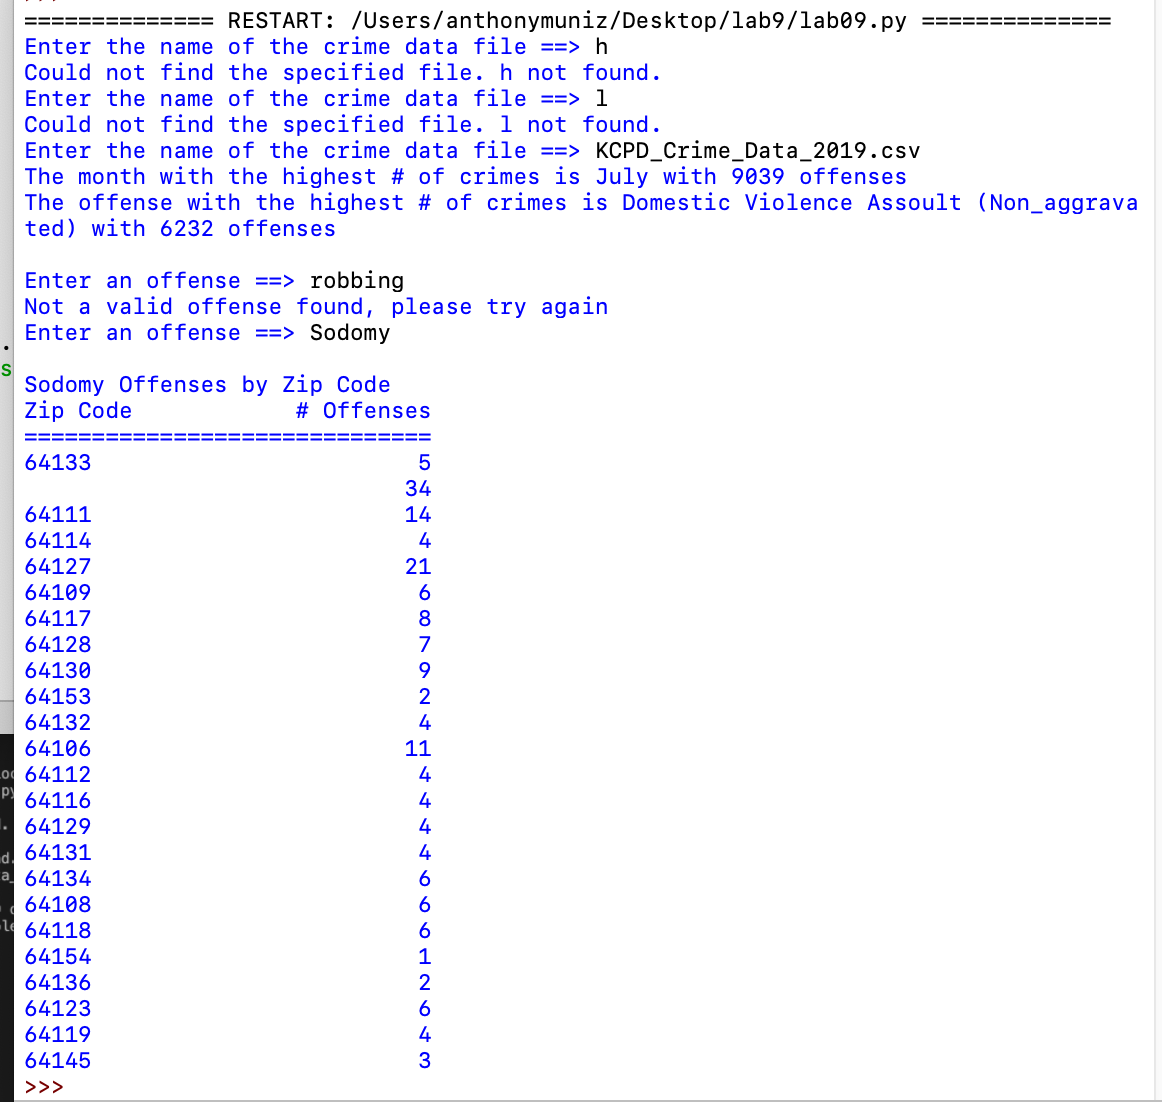 ============== RESTART: /Users/anthonymuniz/Desktop/lab9/lab09.py ==============
Enter the name of the crime data file ==> h
Could not find the specified file. h not found.
Enter the name of the crime data file ==> l
Could not find the specified file. l not found.
Enter the name of the crime data file ==> KCPD_Crime_Data_2019.csv
The month with the highest # of crimes is July with 9039 offenses
The offense with the highest # of crimes is Domestic Violence Assoult (Non_aggrava
ted) with 6232 offenses
Enter an offense ==> robbing
Not a valid offense found, please try again
Enter an offense ==> Sodomy
Sodomy Offenses by Zip Code
Zip Code            # Offenses
==============================
64133                        5
                            34
64111                       14
64114                        4
64127                       21
64109                        6
64117                        8
64128                        7
64130                        9
64153                        2
64132                        4
64106                       11
64112                        4
64116                        4
64129                        4
64131                        4
64134                        6
64108                        6
64118                        6
64154                        1
64136                        2
64123                        6
64119                        4
64145                        3
>>>